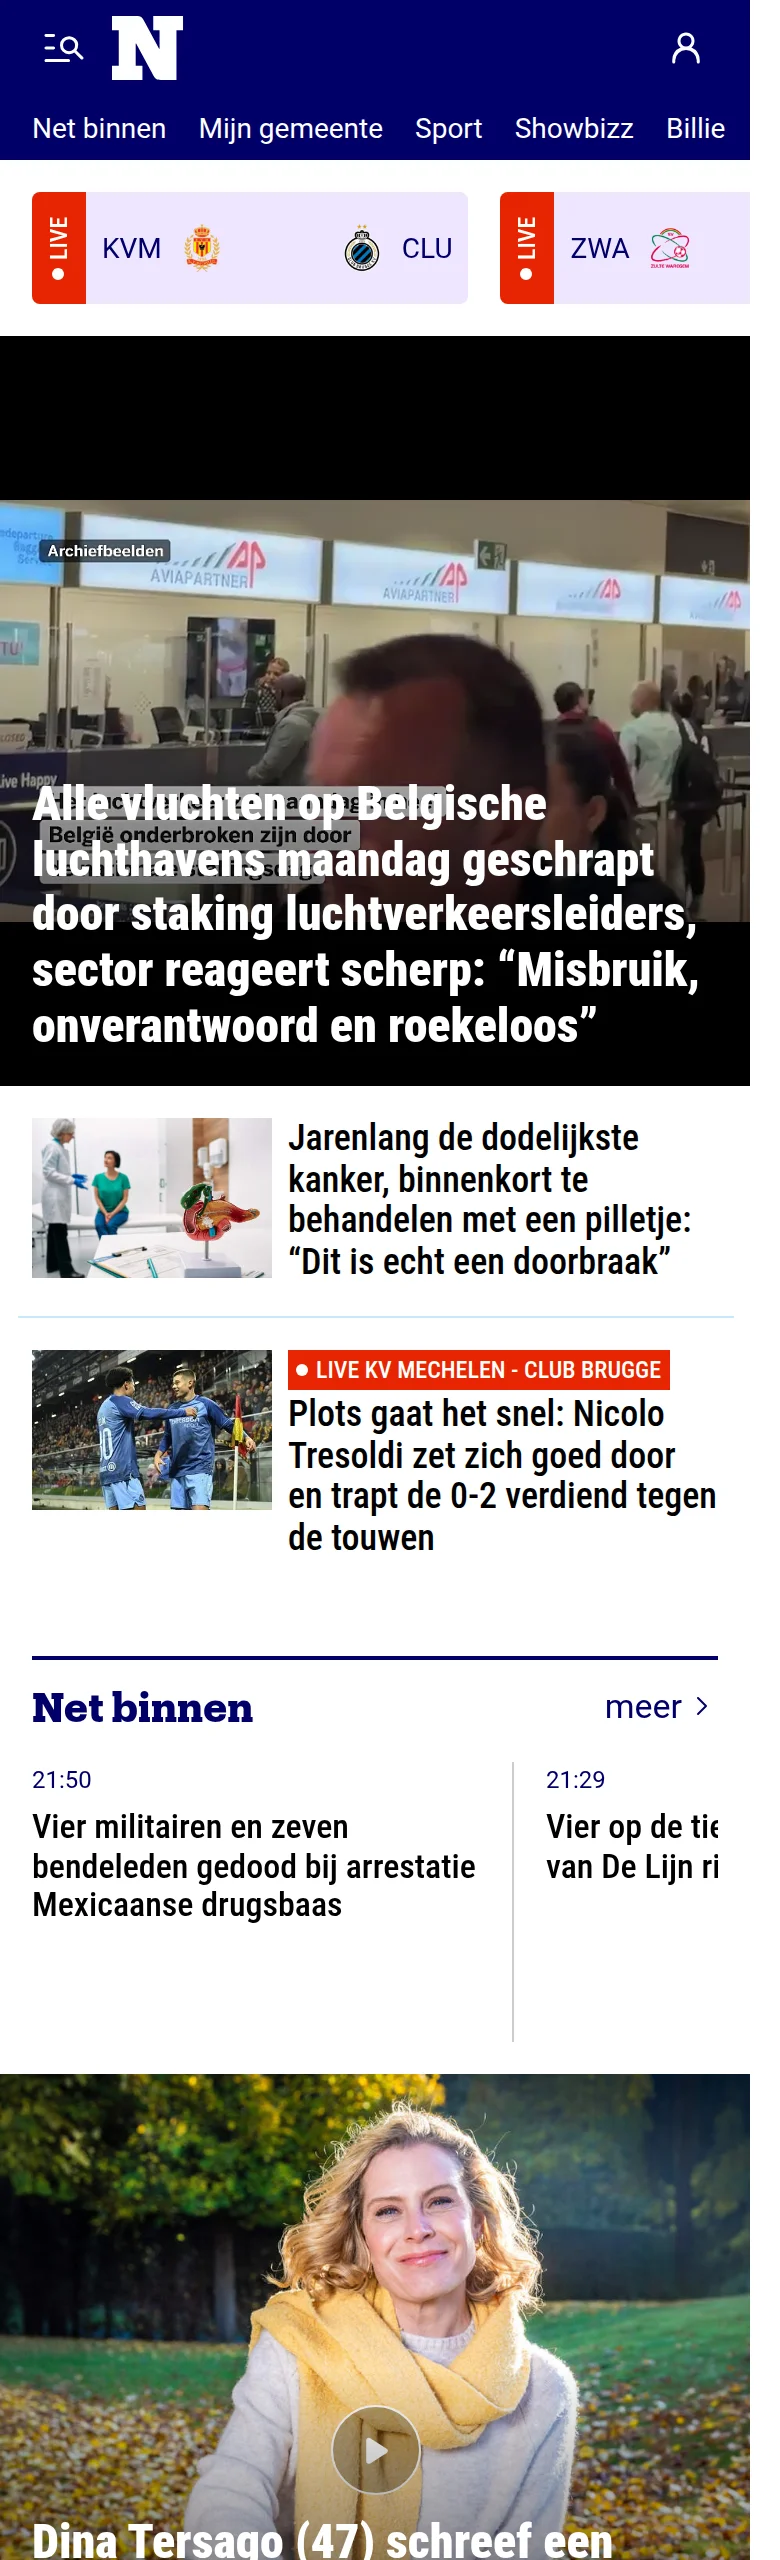 N
Net binnen Mijn gemeente Sport Showbizz Billie
LIVE KVM CLU
LIVE ZWA
ZULTE WAREGEM
Archiefbeelden
AVIAPARTNER
AVIAPARTNER
Live Happy
België onderbroken zijn door
Alle vluchten op Belgische
luchthavens maandag geschrapt
door staking luchtverkeersleiders,
sector reageert scherp: “Misbruik,
onverantwoord en roekeloos”
Jarenlang de dodelijkste
kanker, binnenkort te
behandelen met een pilletje:
“Dit is echt een doorbraak”
LIVE KV MECHELEN - CLUB BRUGGE
Plots gaat het snel: Nicolo
Tresoldi zet zich goed door
en trapt de 0-2 verdiend tegen
de touwen
Net binnen
meer
21:50
Vier militairen en zeven
bendeleden gedood bij arrestatie
Mexicaanse drugsbaas
21:29
Vier op de tie
van De Lijn ri
Dina Tersago (47) schreef een